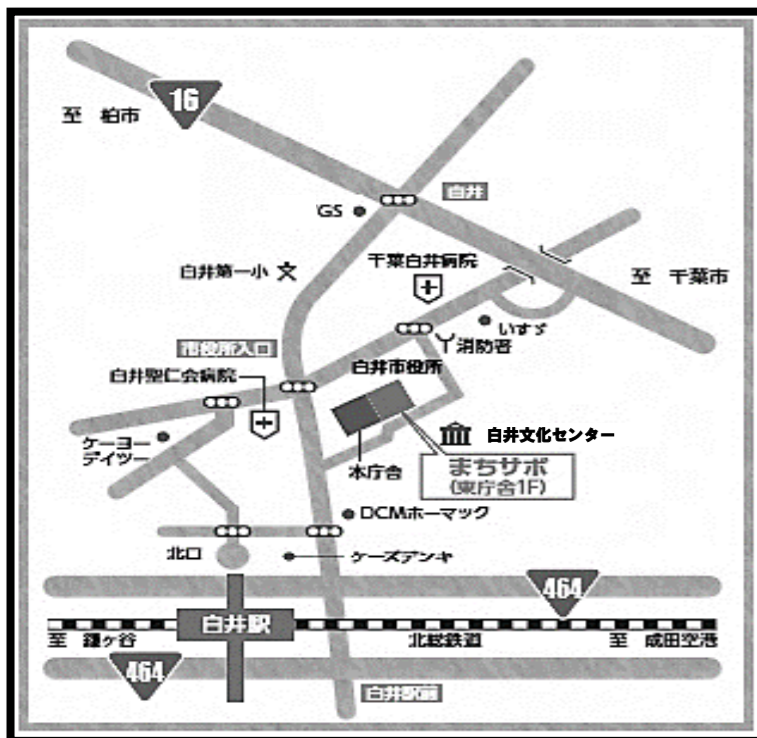 16
至 柏市
白井
GS
千葉白井病院
白井第一小
至 千葉市
いすゞ
消防署
市役所入口
白井市役所
白井聖仁会病院
白井文化センター
ケーヨー
デイツー
本庁舎
まちサポ
(東庁舎1F)
DCMホーマック
北口
ケーズデンキ
464
白井駅
至 鎌ヶ谷
北総鉄道
至 成田空港
464
白井駅前